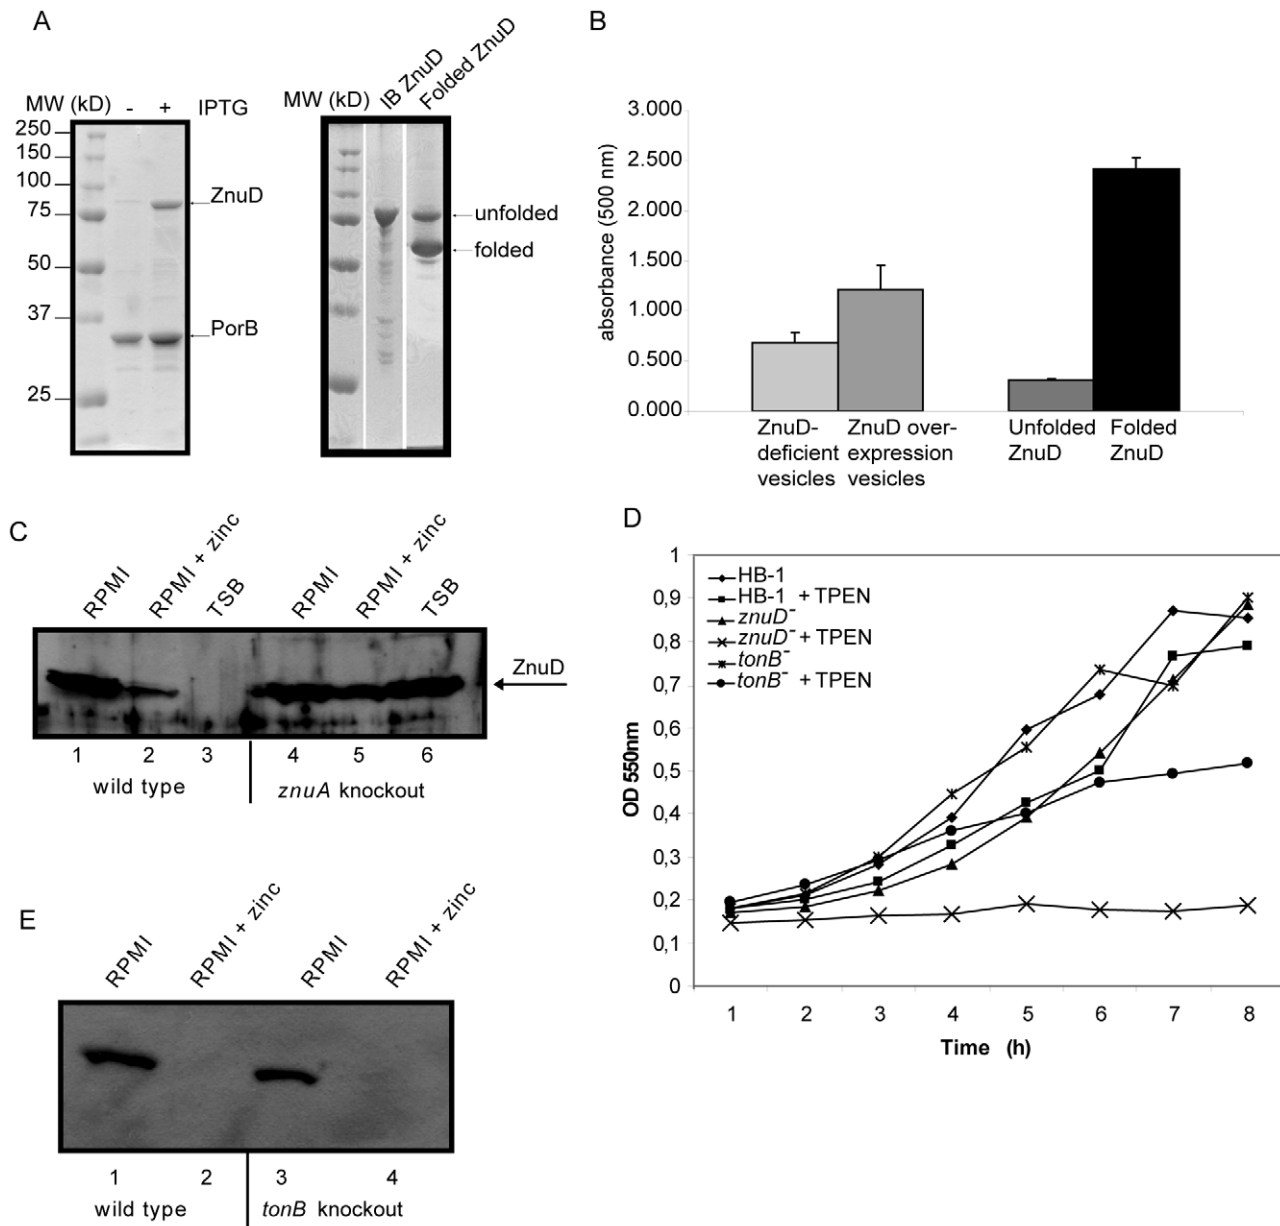 A
MW (kD) - + IPTG
250
150
100
75
50
37
25
ZnuD
PorB
MW (kD) IB ZnuD Folded ZnuD
unfolded
folded
B
absorbance (500 nm)
3.000
2.500
2.000
1.500
1.000
0.500
0.000
ZnuD-
deficient
vesicles
ZnuD over-
expression
vesicles
Unfolded
ZnuD
Folded
ZnuD
C
RPMI RPMI + zinc TSB RPMI RPMI + zinc TSB
ZnuD
1 2 3 4 5 6
wild type znuA knockout
D
OD 550nm
1
0,9
0,8
0,7
0,6
0,5
0,4
0,3
0,2
0,1
0
HB-1
HB-1 + TPEN
znuD-
znuD- + TPEN
tonB-
tonB- + TPEN
1 2 3 4 5 6 7 8
Time (h)
E
RPMI RPMI + zinc RPMI RPMI + zinc
1 2 3 4
wild type tonB knockout